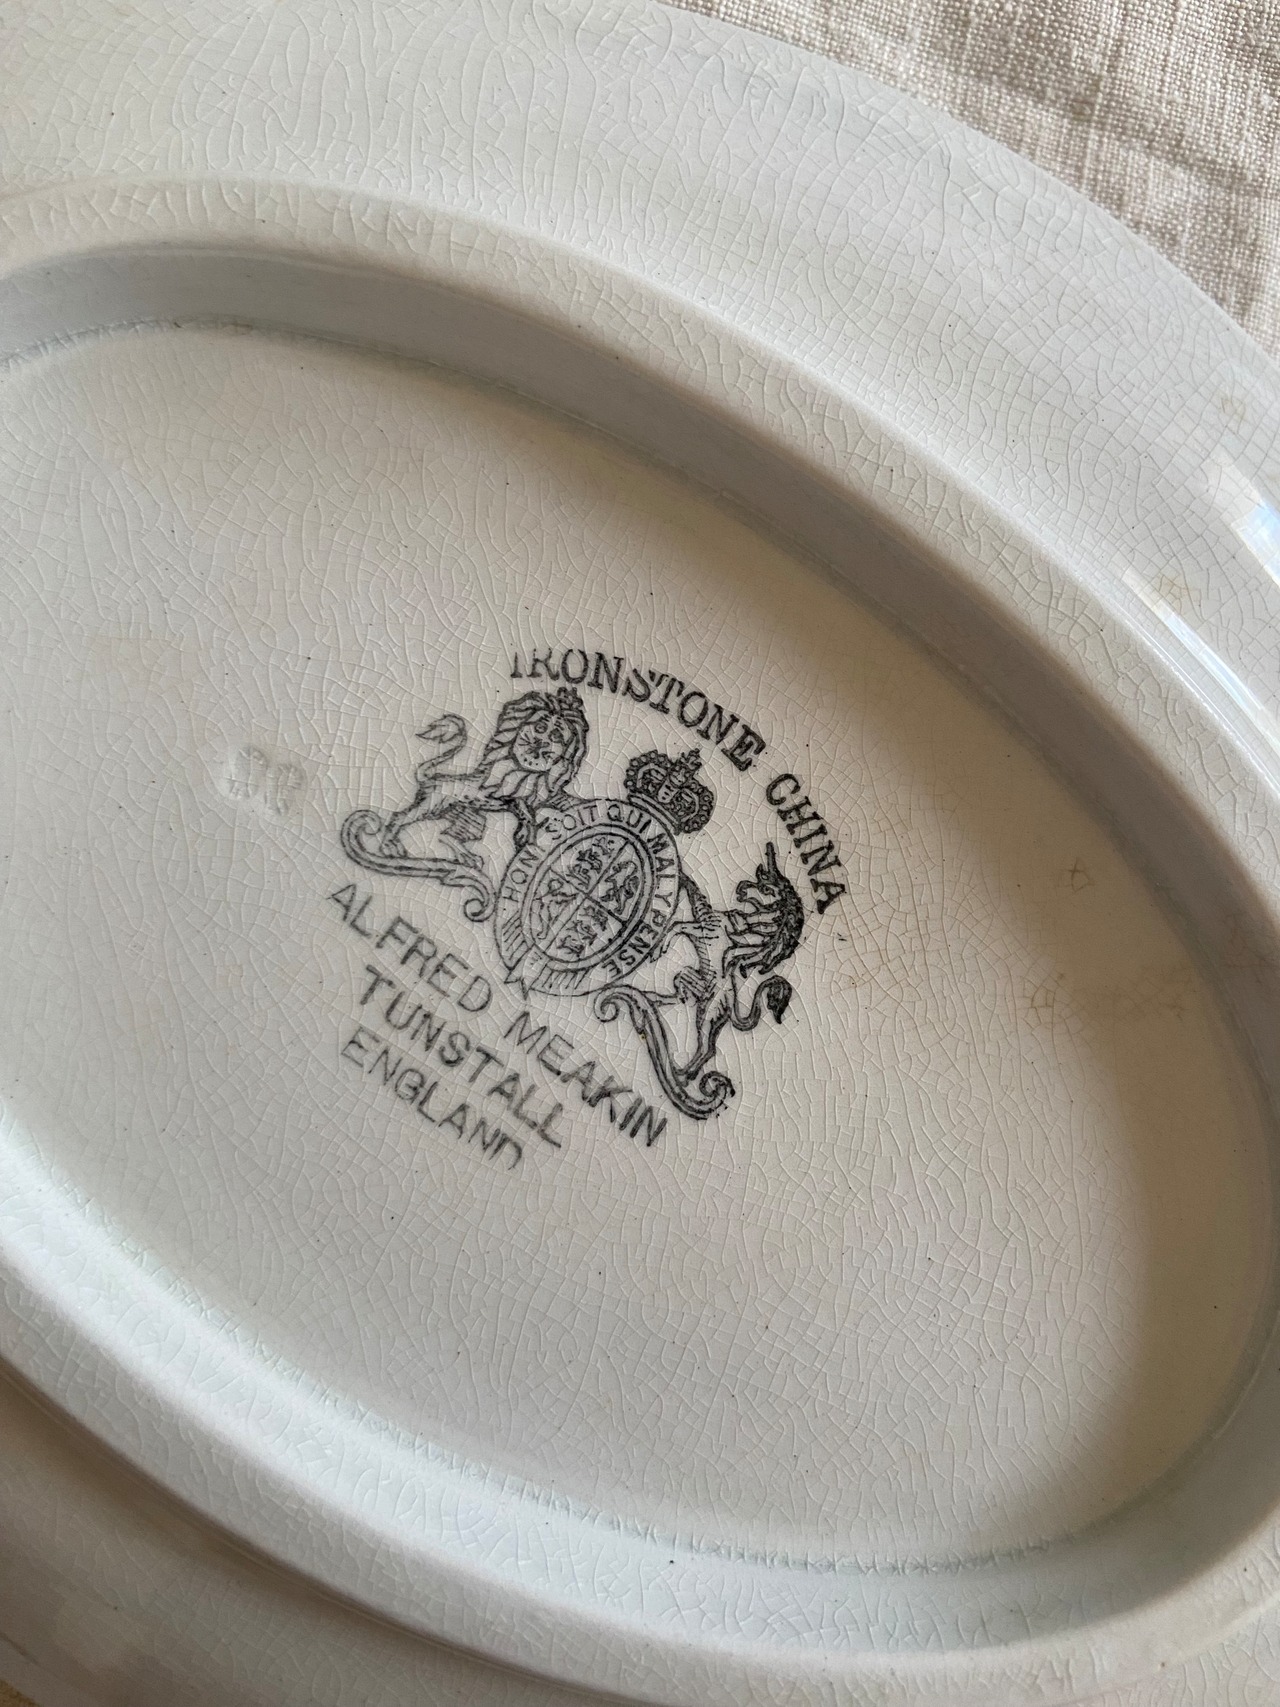 IRONSTONE CHINA
HONI SOIT QUI MAL Y PENSE
ALFRED MEAKIN
TUNSTALL
ENGLAND